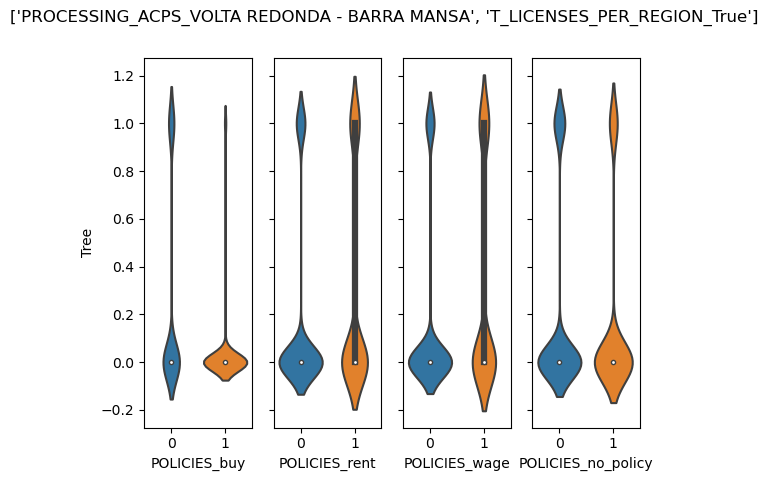 ['PROCESSING_ACPS_VOLTA REDONDA - BARRA MANSA', 'T_LICENSES_PER_REGION_True']
Tree
1.2
1.0
0.8
0.6
0.4
0.2
0.0
−0.2
0 1 0 1 0 1 0 1
POLICIES_buy POLICIES_rent POLICIES_wage POLICIES_no_policy